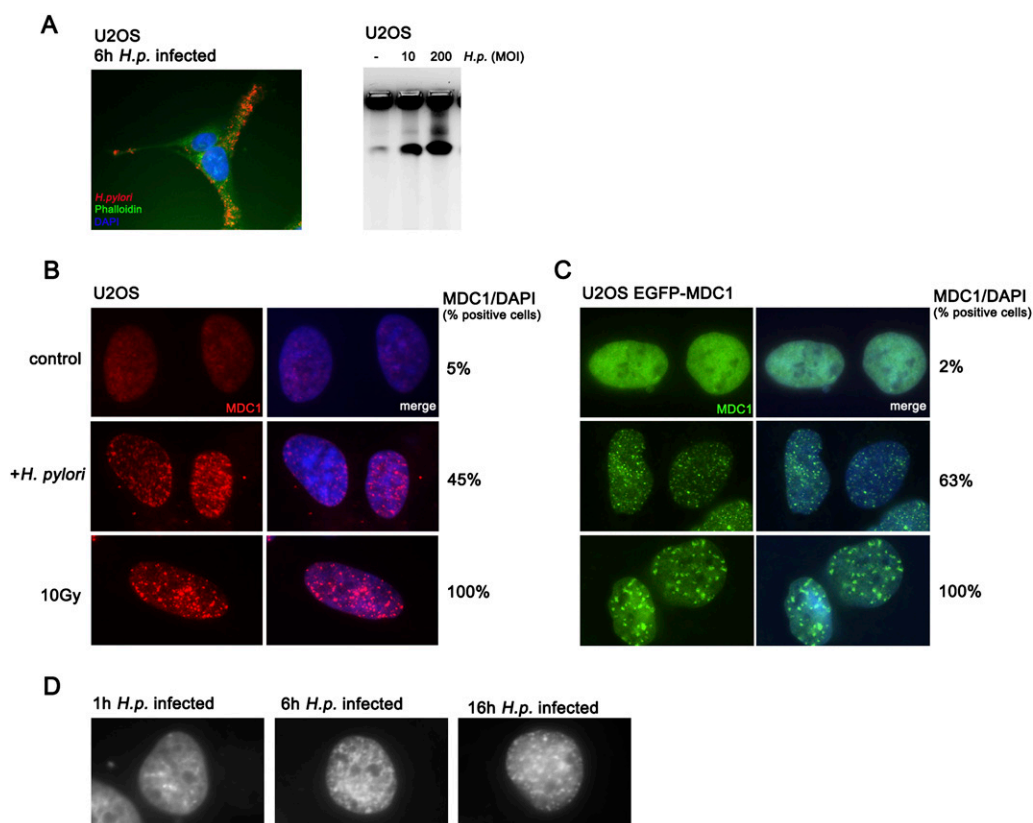 A
U2OS
6h H.p. infected
H.pylori
Phalloidin
DAPI
U2OS
- 10 200 H.p. (MOI)
B
U2OS
MDC1/DAPI
(% positive cells)
control
MDC1
merge
5%
+H. pylori
45%
10Gy
100%
C
U2OS EGFP-MDC1
MDC1/DAPI
(% positive cells)
MDC1
merge
2%
63%
100%
D
1h H.p. infected
6h H.p. infected
16h H.p. infected